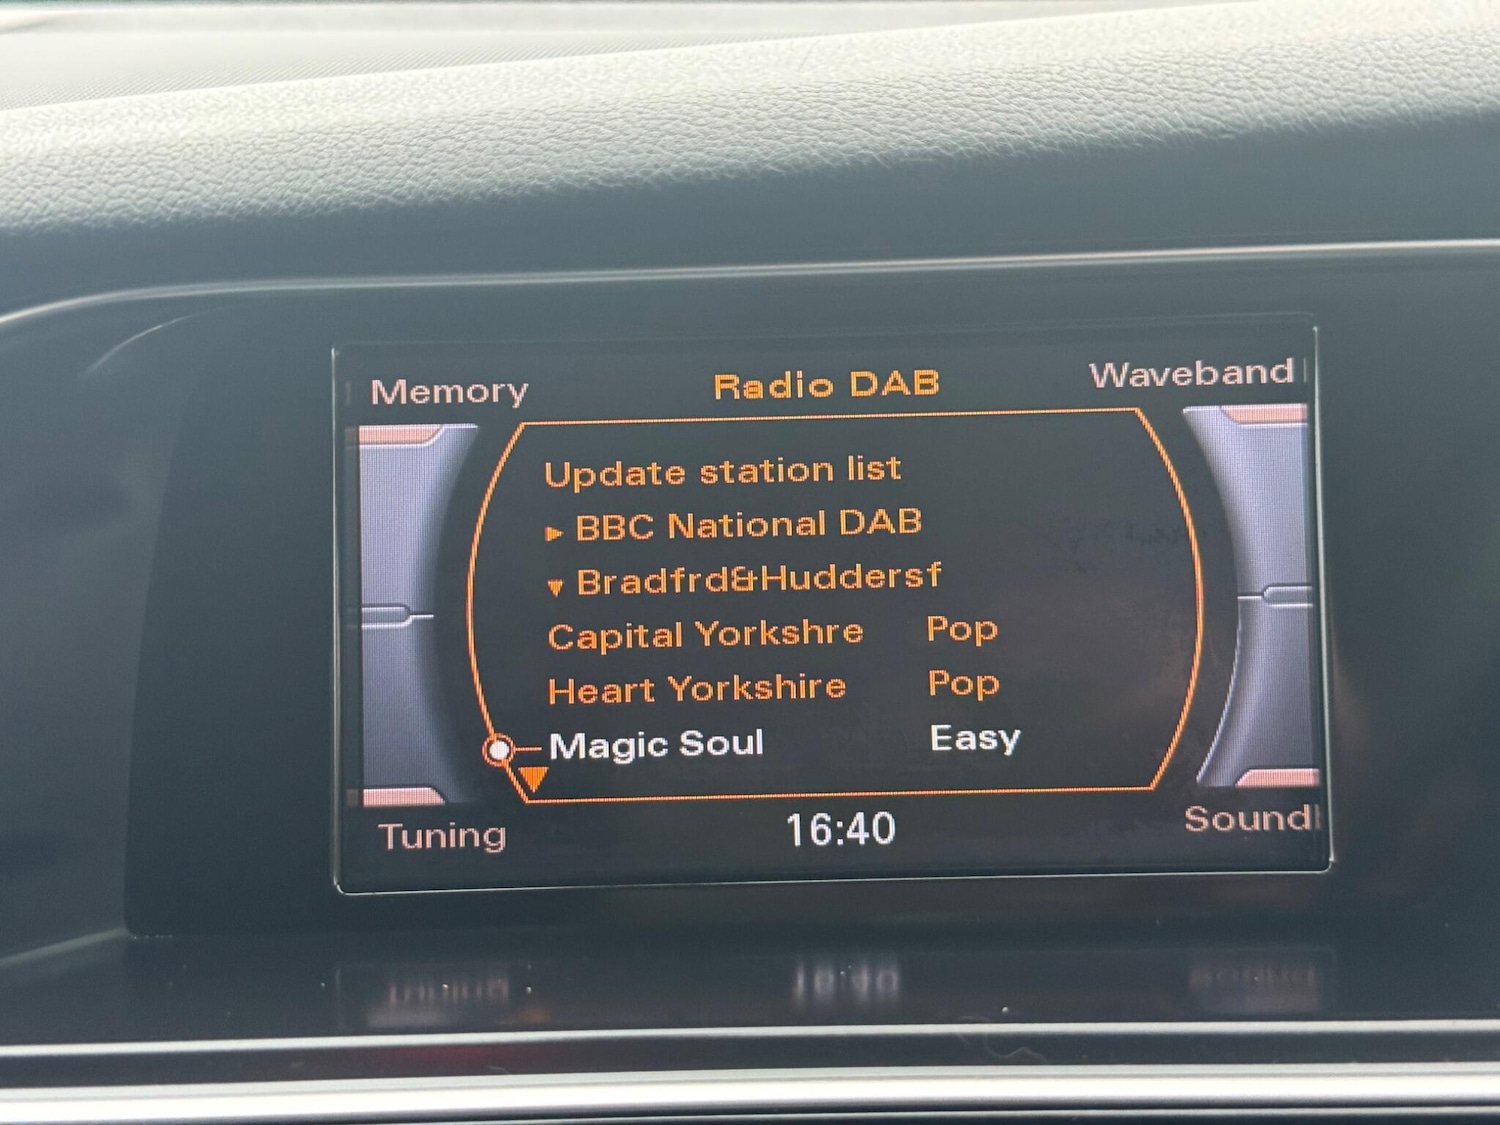 Memory
Radio DAB
Waveband
Update station list
BBC National DAB
Bradfrd&Huddersf
Capital Yorkshre Pop
Heart Yorkshire Pop
Magic Soul Easy
Tuning
16:40
Sound